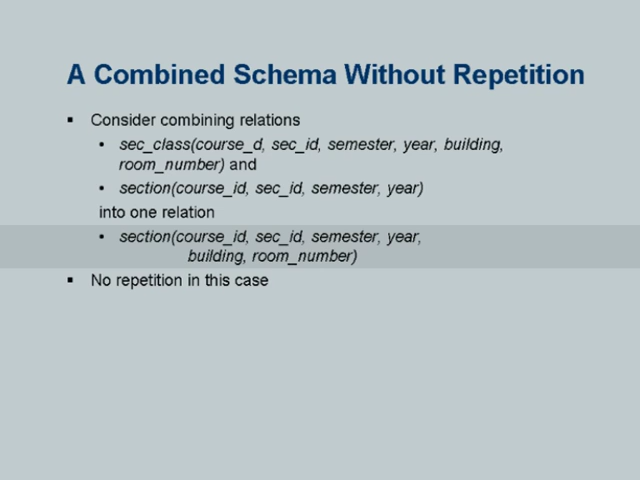 A Combined Schema Without Repetition
▪ Consider combining relations
• sec_class(course_d, sec_id, semester, year, building,
room_number) and
• section(course_id, sec_id, semester, year)
into one relation
• section(course_id, sec_id, semester, year,
building, room_number)
▪ No repetition in this case